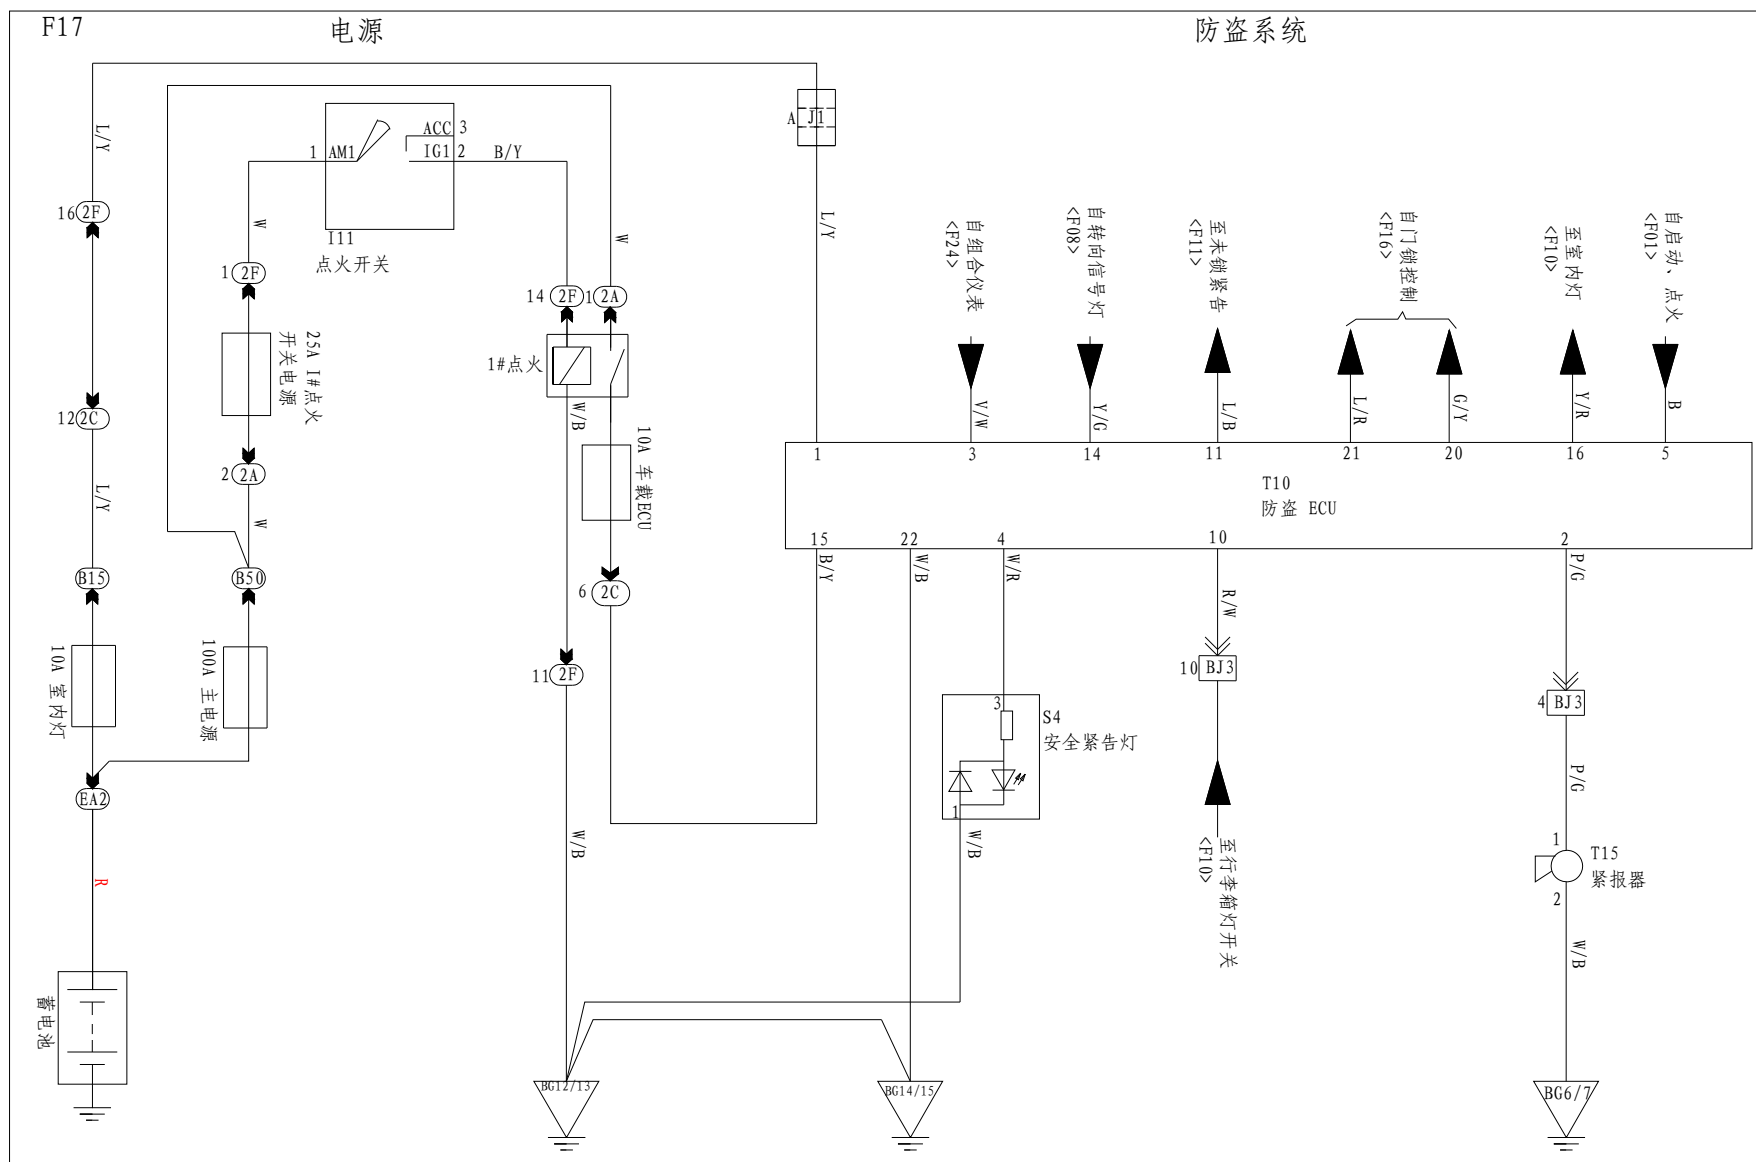 F17
电源
防盗系统
L/Y
16
2F
12
2C
L/Y
B15
10A 室内灯
EA2
R
蓄电池
1
AM1
ACC
3
IG1
2
B/Y
I11
点火开关
W
1
2F
25A I#点火
开关电源
2
2A
W
B50
100A 主电源
14
2F
W
1
2A
1#点火
W/B
10A 车载ECU
6
2C
11
2F
W/B
A
J1
L/Y
自组合仪表
<F24>
自转向信号灯
<F08>
至未锁紧告
<F11>
自门锁控制
<F16>
至室内灯
<F10>
自启动、点火
<F01>
V/W
Y/G
L/B
L/R
G/Y
Y/R
B
1
3
14
11
21
20
16
5
T10
防盗 ECU
15
22
4
10
2
B/Y
W/B
W/R
R/W
P/G
10
BJ3
4
BJ3
3
S4
安全紧告灯
1
W/B
至行李箱灯开关
<F10>
P/G
1
T15
紧报器
2
W/B
BG12/13
BG14/15
BG6/7